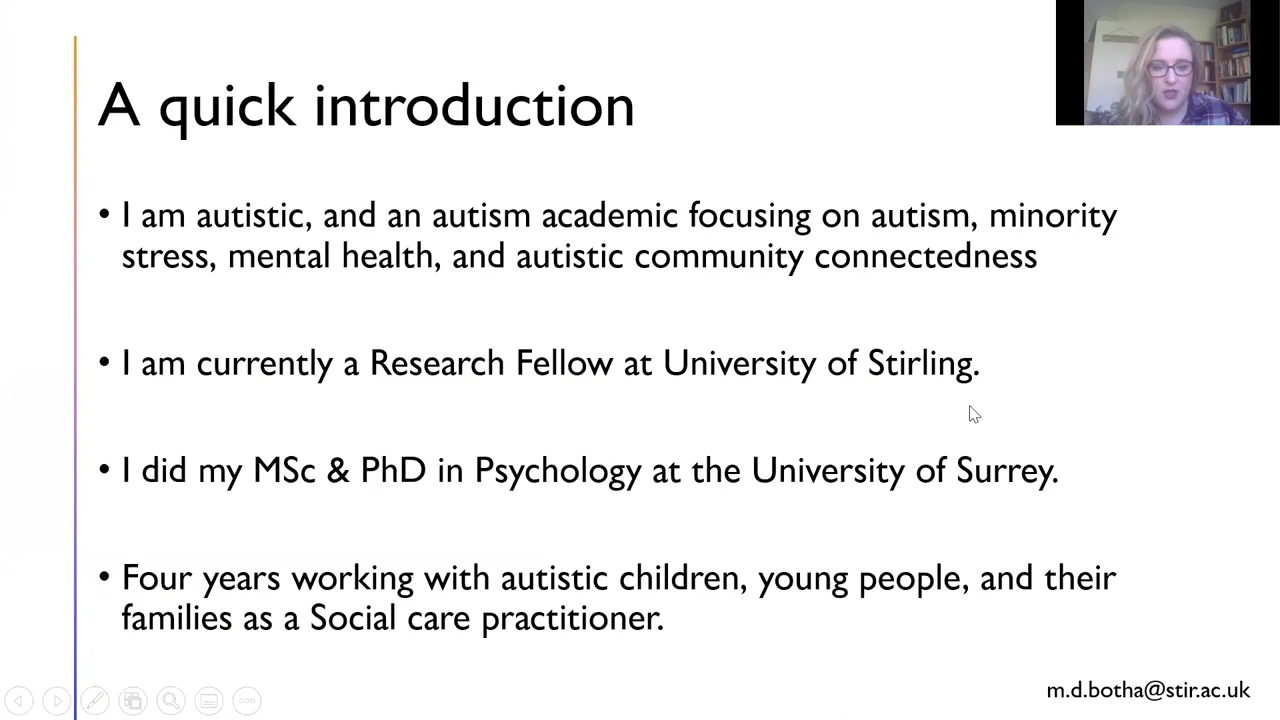 A quick introduction
• I am autistic, and an autism academic focusing on autism, minority
stress, mental health, and autistic community connectedness
• I am currently a Research Fellow at University of Stirling.
• I did my MSc & PhD in Psychology at the University of Surrey.
• Four years working with autistic children, young people, and their
families as a Social care practitioner.
m.d.botha@stir.ac.uk